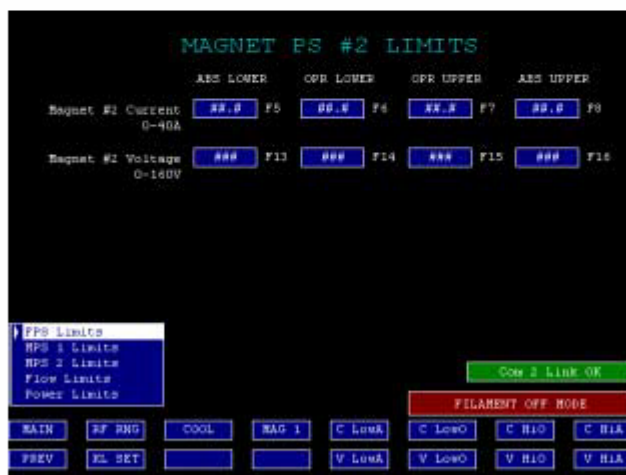 MAGNET PS #2 LIMITS
ABS LOWER OPR LOWER OPR UPPER ABS UPPER
Magnet #2 Current ##.# F5 ##.# F6 ##.# F7 ##.# F8
0-40A
Magnet #2 Voltage ### F13 ### F14 ### F15 ### F16
0-160V
FPS Limits
MPS 1 Limits
MPS 2 Limits
Flow Limits
Power Limits
Com 2 Link OK
FILAMENT OFF MODE
MAIN RF RNG COOL MAG 1 C LowA C LowO C HiO C HiA
PREV KL SET V LowA V LowO V HiO V HiA